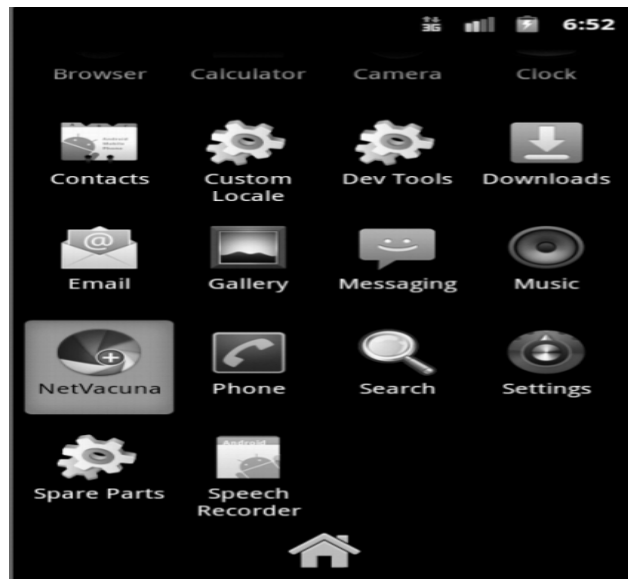 3G 6:52
Browser Calculator Camera Clock
Contacts Custom Locale Dev Tools Downloads
Email Gallery Messaging Music
NetVacuna Phone Search Settings
Spare Parts Speech Recorder